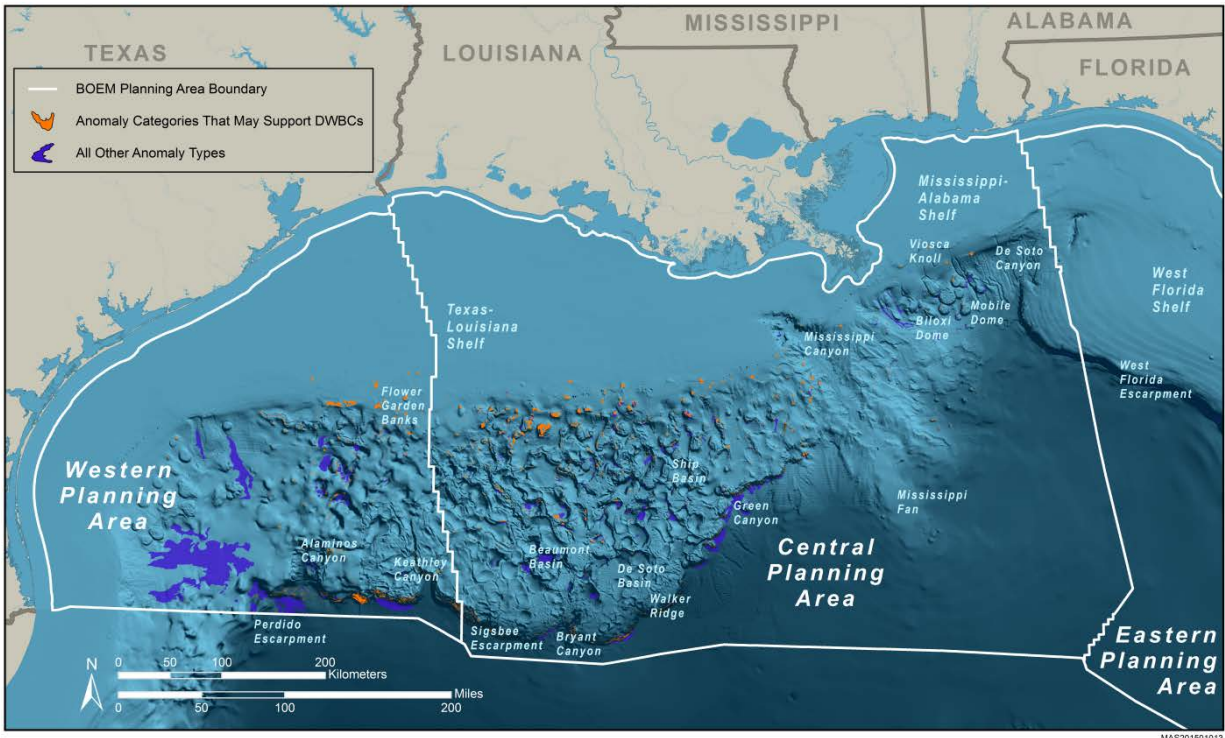 TEXAS
LOUISIANA
MISSISSIPPI
ALABAMA
FLORIDA
BOEM Planning Area Boundary
Anomaly Categories That May Support DWBCs
All Other Anomaly Types
Mississippi-
Alabama
Shelf
Viosca
Knoll
De Soto
Canyon
West
Florida
Shelf
Texas-
Louisiana
Shelf
Mississippi
Canyon
Biloxi
Dome
Mobile
Dome
West
Florida
Escarpment
Flower
Garden
Banks
Western
Planning
Area
Ship
Basin
Green
Canyon
Mississippi
Fan
Alaminos
Canyon
Keathley
Canyon
Beaumont
Basin
De Soto
Basin
Walker
Ridge
Central
Planning
Area
Perdido
Escarpment
Sigsbee
Escarpment
Bryant
Canyon
Eastern
Planning
Area
N
0 50 100 200
Kilometers
Miles
0 50 100 200
MAS201501013